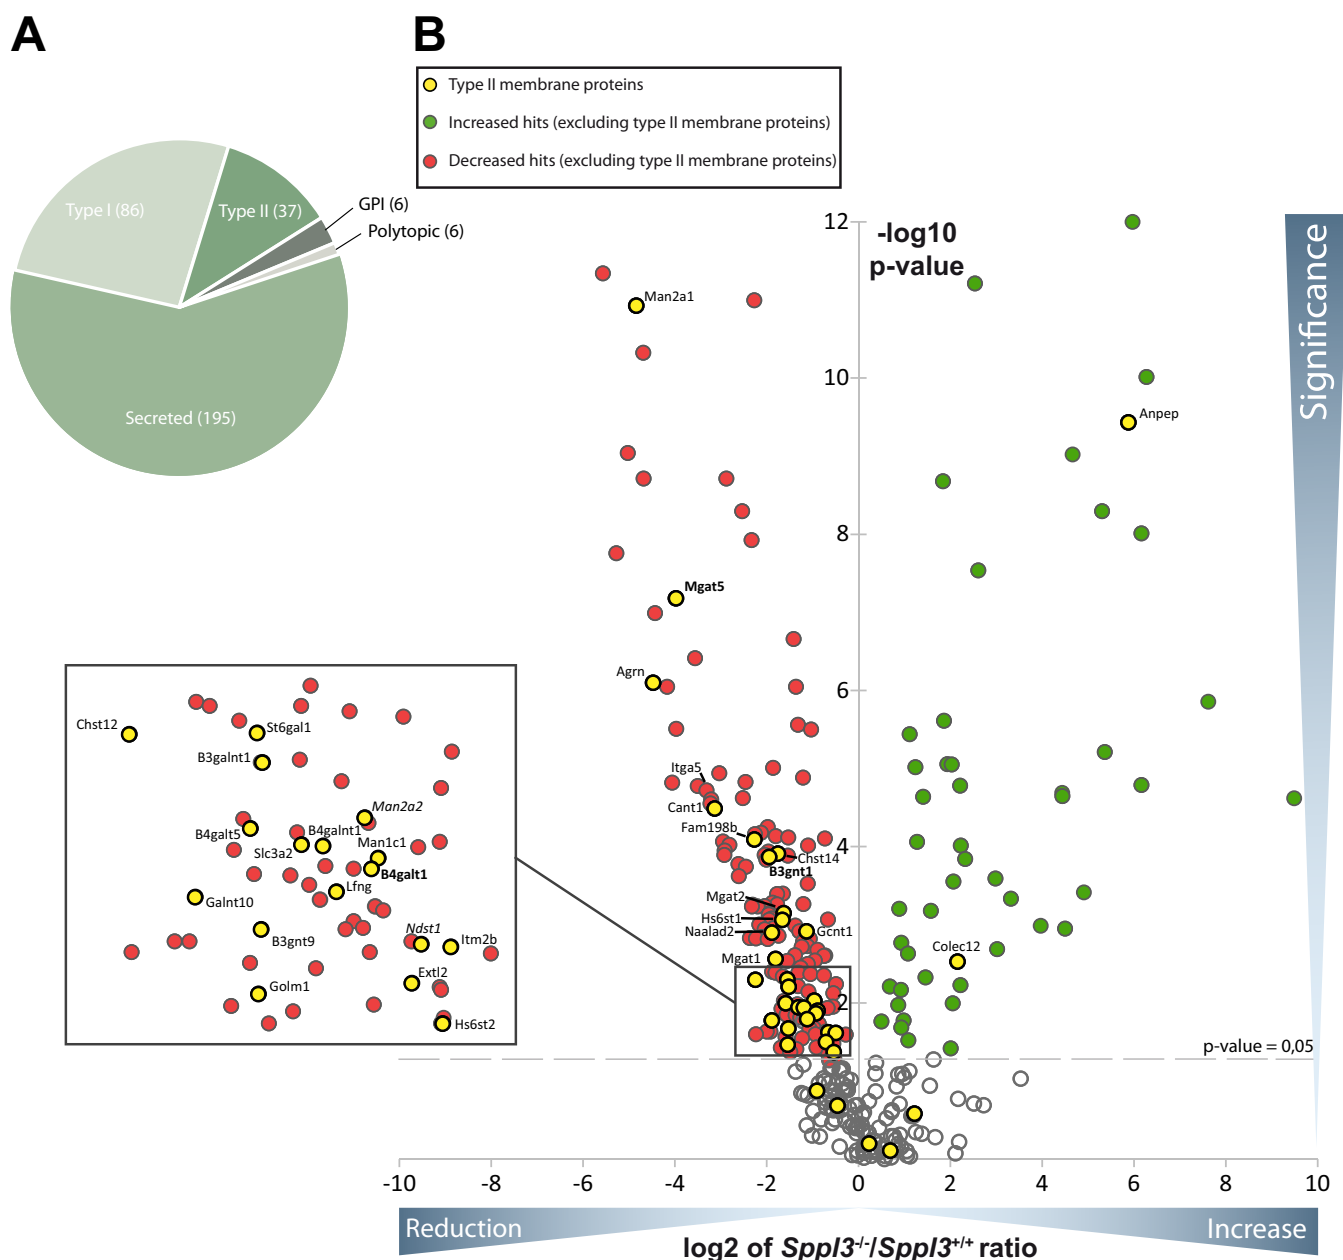 A
B
Type II membrane proteins
Increased hits (excluding type II membrane proteins)
Decreased hits (excluding type II membrane proteins)
Type I (86)
Type II (37)
GPI (6)
Polytopic (6)
Secreted (195)
-log10
p-value
12
10
8
6
4
2
Significance
Man2a1
Anpep
Mgat5
Agrn
Itga5
Cant1
Fam198b
Chst14
B3gnt1
Mgat2
Hs6st1
Naalad2
Gcnt1
Mgat1
Colec12
p-value = 0,05
Chst12
St6gal1
B3galnt1
Man2a2
B4galt5
B4galnt1
Slc3a2
Man1c1
B4galt1
Lfng
Galnt10
B3gnt9
Ndst1
Itm2b
Golm1
Extl2
Hs6st2
-10 -8 -6 -4 -2 0 2 4 6 8 10
Reduction
Increase
log2 of Sppl3-/-/Sppl3+/+ ratio